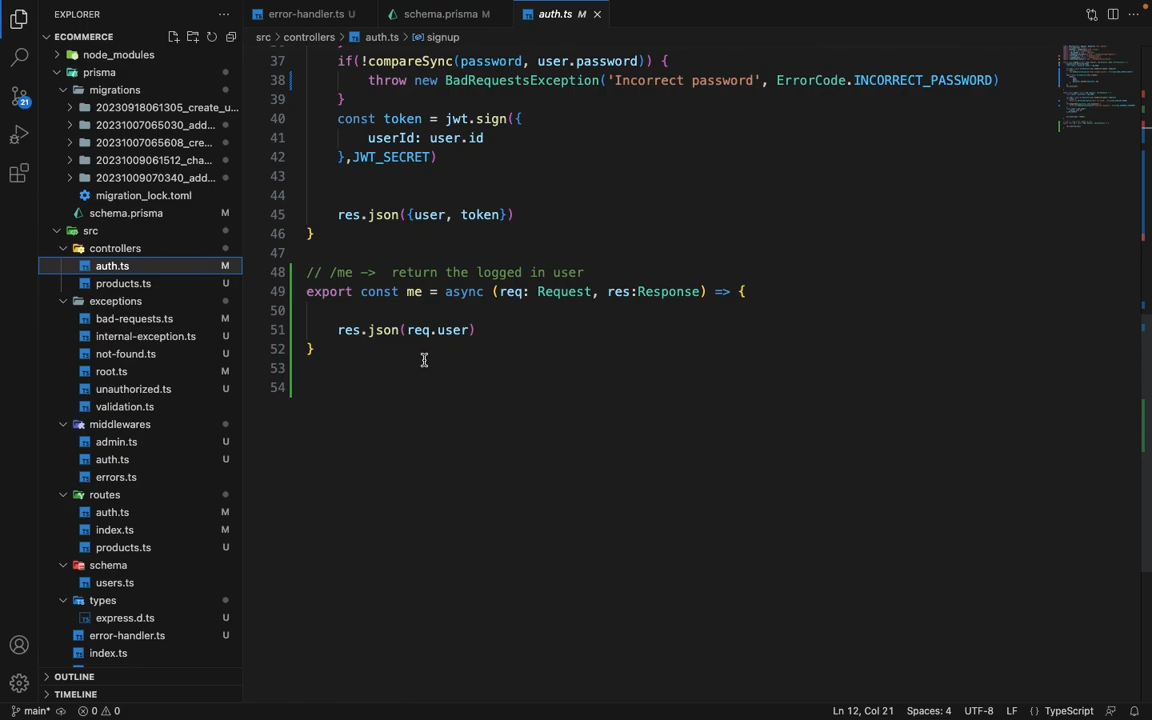 EXPLORER
error-handler.ts U
schema.prisma M
auth.ts M
ECOMMERCE
src > controllers > auth.ts > signup
node_modules
prisma
migrations
20230918061305_create_u...
20231007065030_add...
20231007065608_cre...
20231009061512_cha...
20231009070340_add...
migration_lock.toml
schema.prisma M
src
controllers
auth.ts M
products.ts U
exceptions
bad-requests.ts U
internal-exception.ts U
not-found.ts U
root.ts M
unauthorized.ts U
validation.ts
middlewares
admin.ts U
auth.ts U
errors.ts
routes
auth.ts M
index.ts M
products.ts U
schema
users.ts
types
express.d.ts U
error-handler.ts U
index.ts
OUTLINE
TIMELINE
21
37 if(!compareSync(password, user.password)) {
38 throw new BadRequestsException('Incorrect password', ErrorCode.INCORRECT_PASSWORD)
39 }
40 const token = jwt.sign({
41 userId: user.id
42 },JWT_SECRET)
43
44
45 res.json({user, token})
46 }
47
48 // /me -> return the logged in user
49 export const me = async (req: Request, res:Response) => {
50
51 res.json(req.user)
52 }
53
54
main* 0 0 Ln 12, Col 21 Spaces: 4 UTF-8 LF {} TypeScript